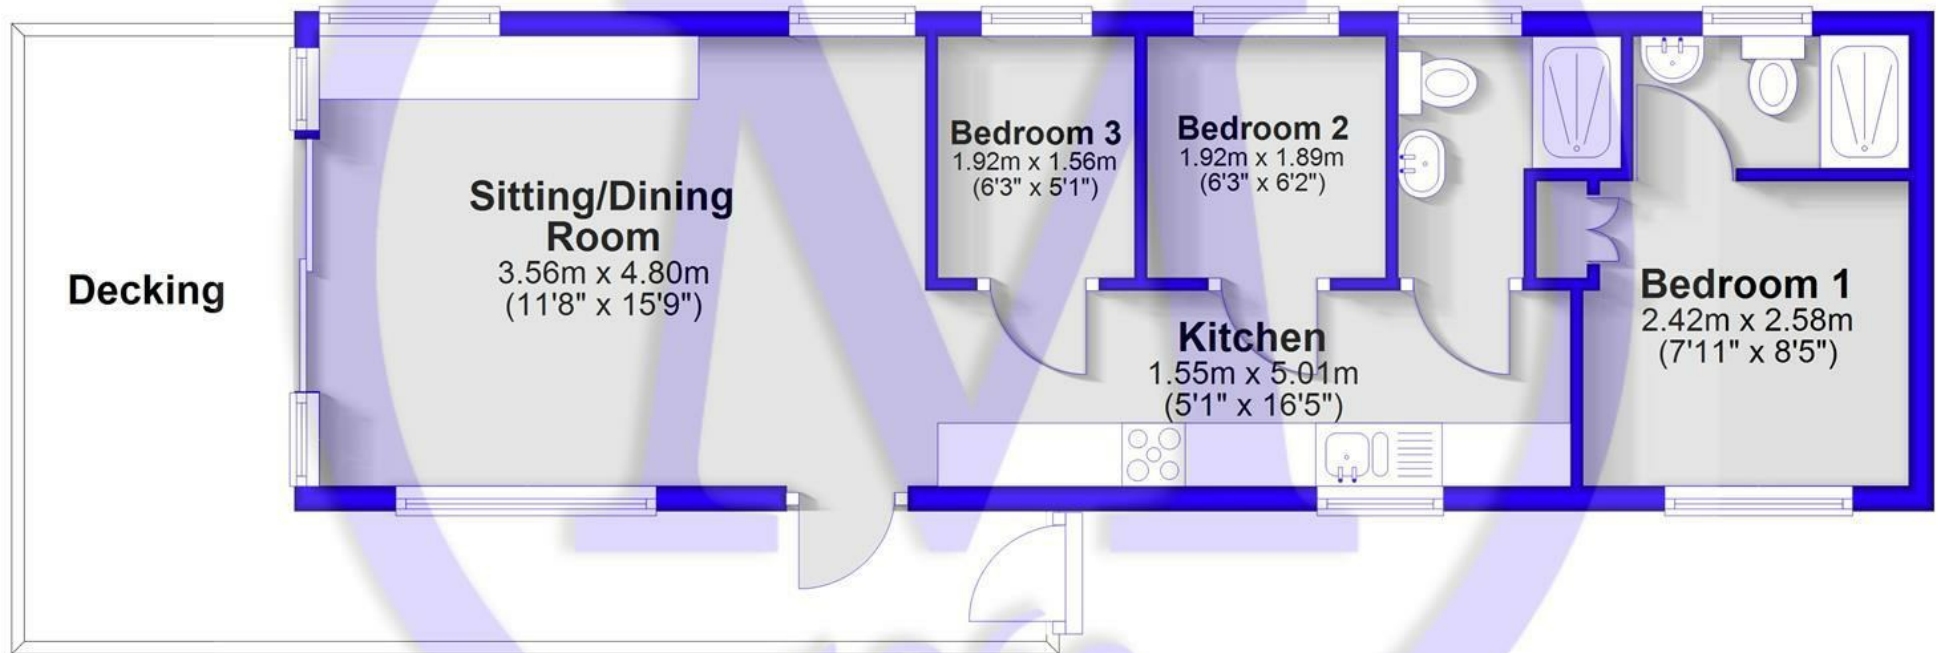 Decking
Sitting/Dining
Room
3.56m x 4.80m
(11'8" x 15'9")
Bedroom 3
1.92m x 1.56m
(6'3" x 5'1")
Bedroom 2
1.92m x 1.89m
(6'3" x 6'2")
Kitchen
1.55m x 5.01m
(5'1" x 16'5")
Bedroom 1
2.42m x 2.58m
(7'11" x 8'5")
M